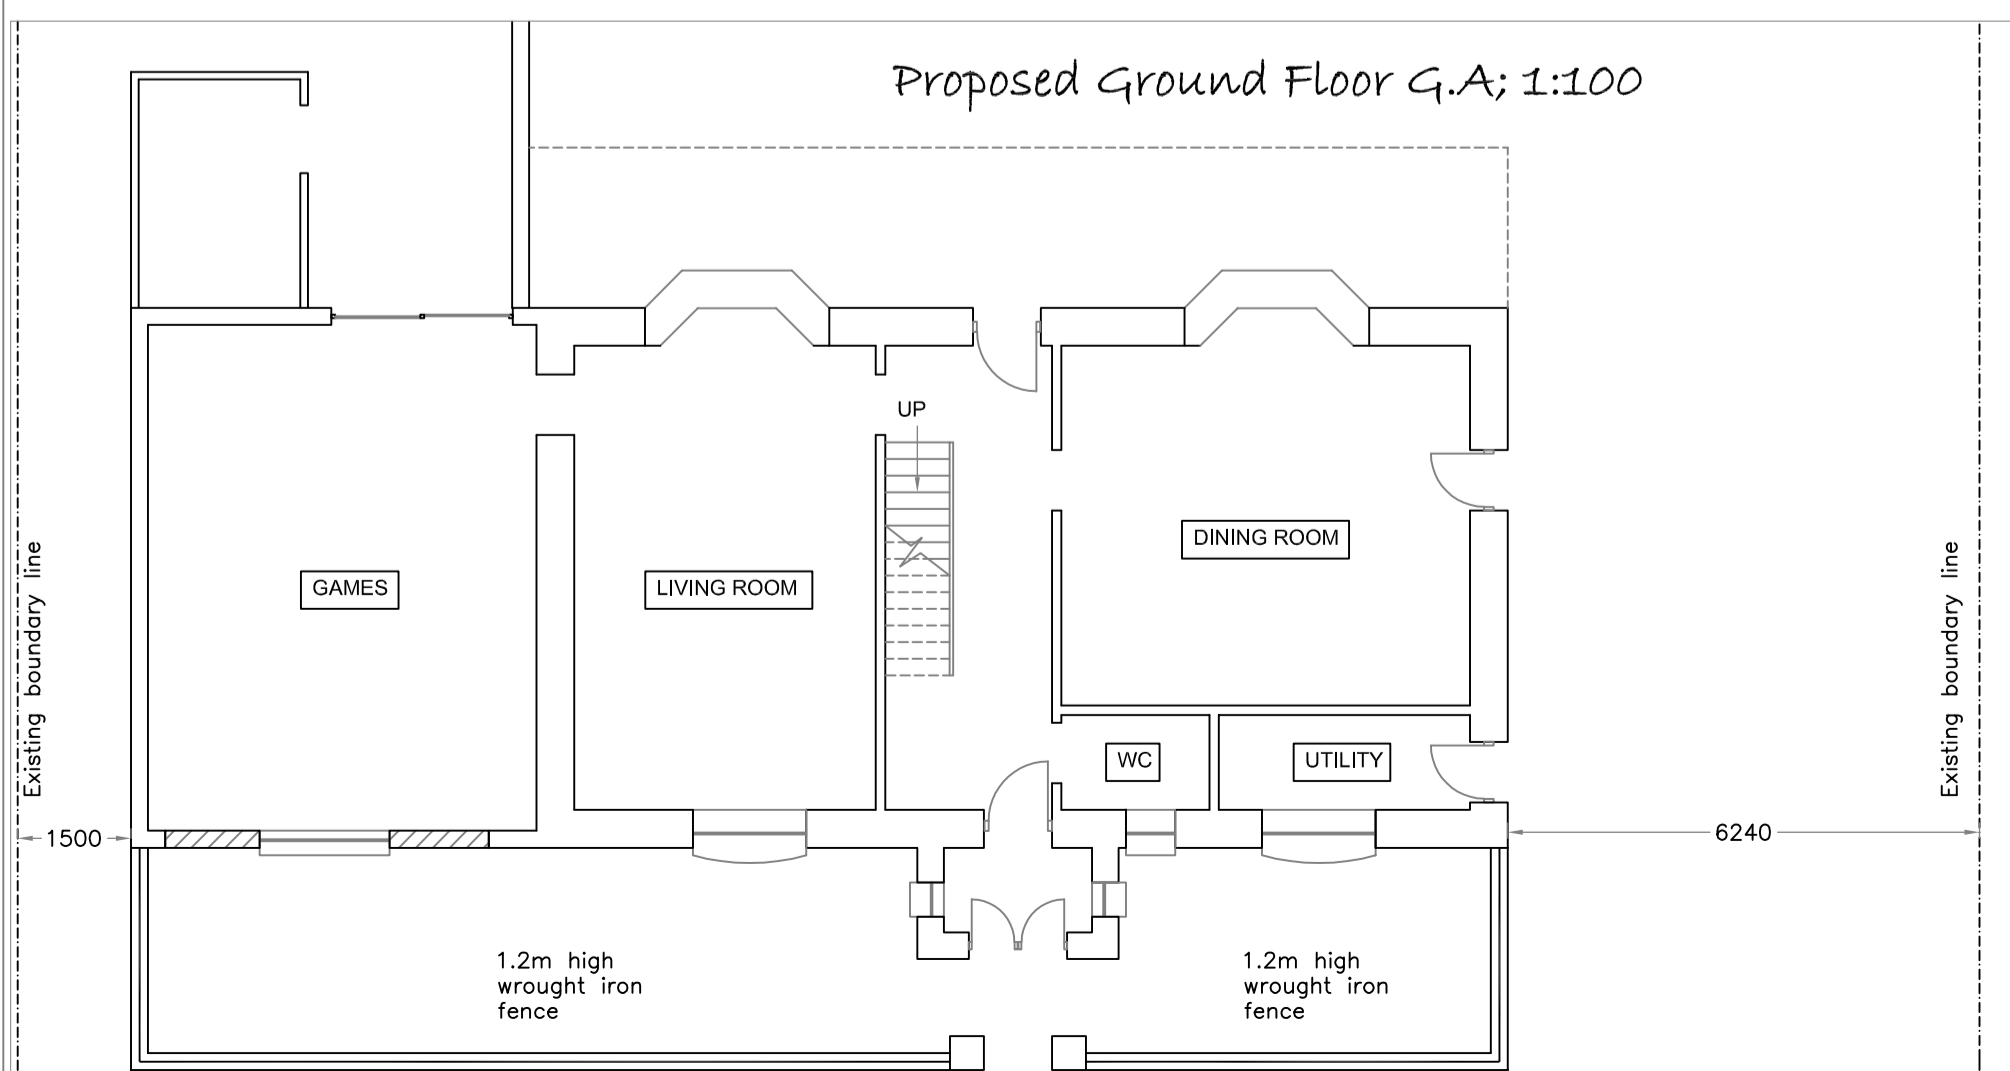 Proposed Ground Floor G.A; 1:100
UP
DINING ROOM
GAMES
LIVING ROOM
Existing boundary line
Existing boundary line
WC
UTILITY
1500
6240
1.2m high
wrought iron
fence
1.2m high
wrought iron
fence